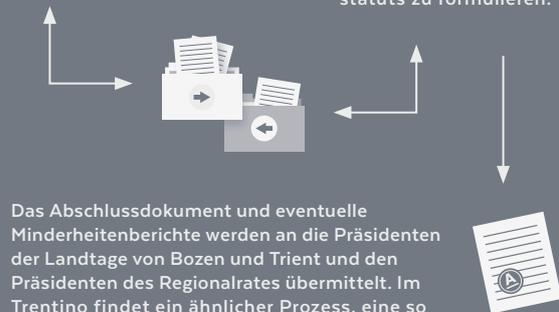 statuts zu formulieren.
Das Abschlussdokument und eventuelle
Minderheitenberichte werden an die Präsidenten
der Landtage von Bozen und Trient und den
Präsidenten des Regionalrates übermittelt. Im
Trentino findet ein ähnlicher Prozess, eine so
A